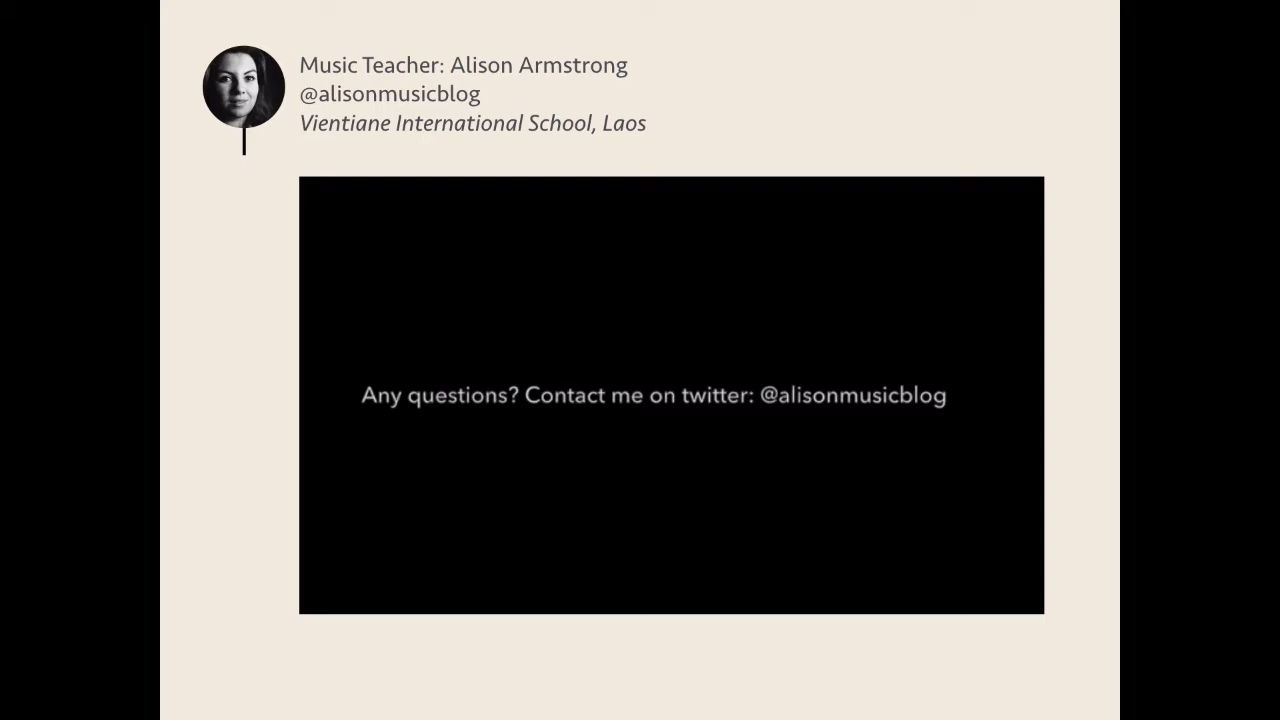 Music Teacher: Alison Armstrong
@alisonmusicblog
Vientiane International School, Laos
Any questions? Contact me on twitter: @alisonmusicblog